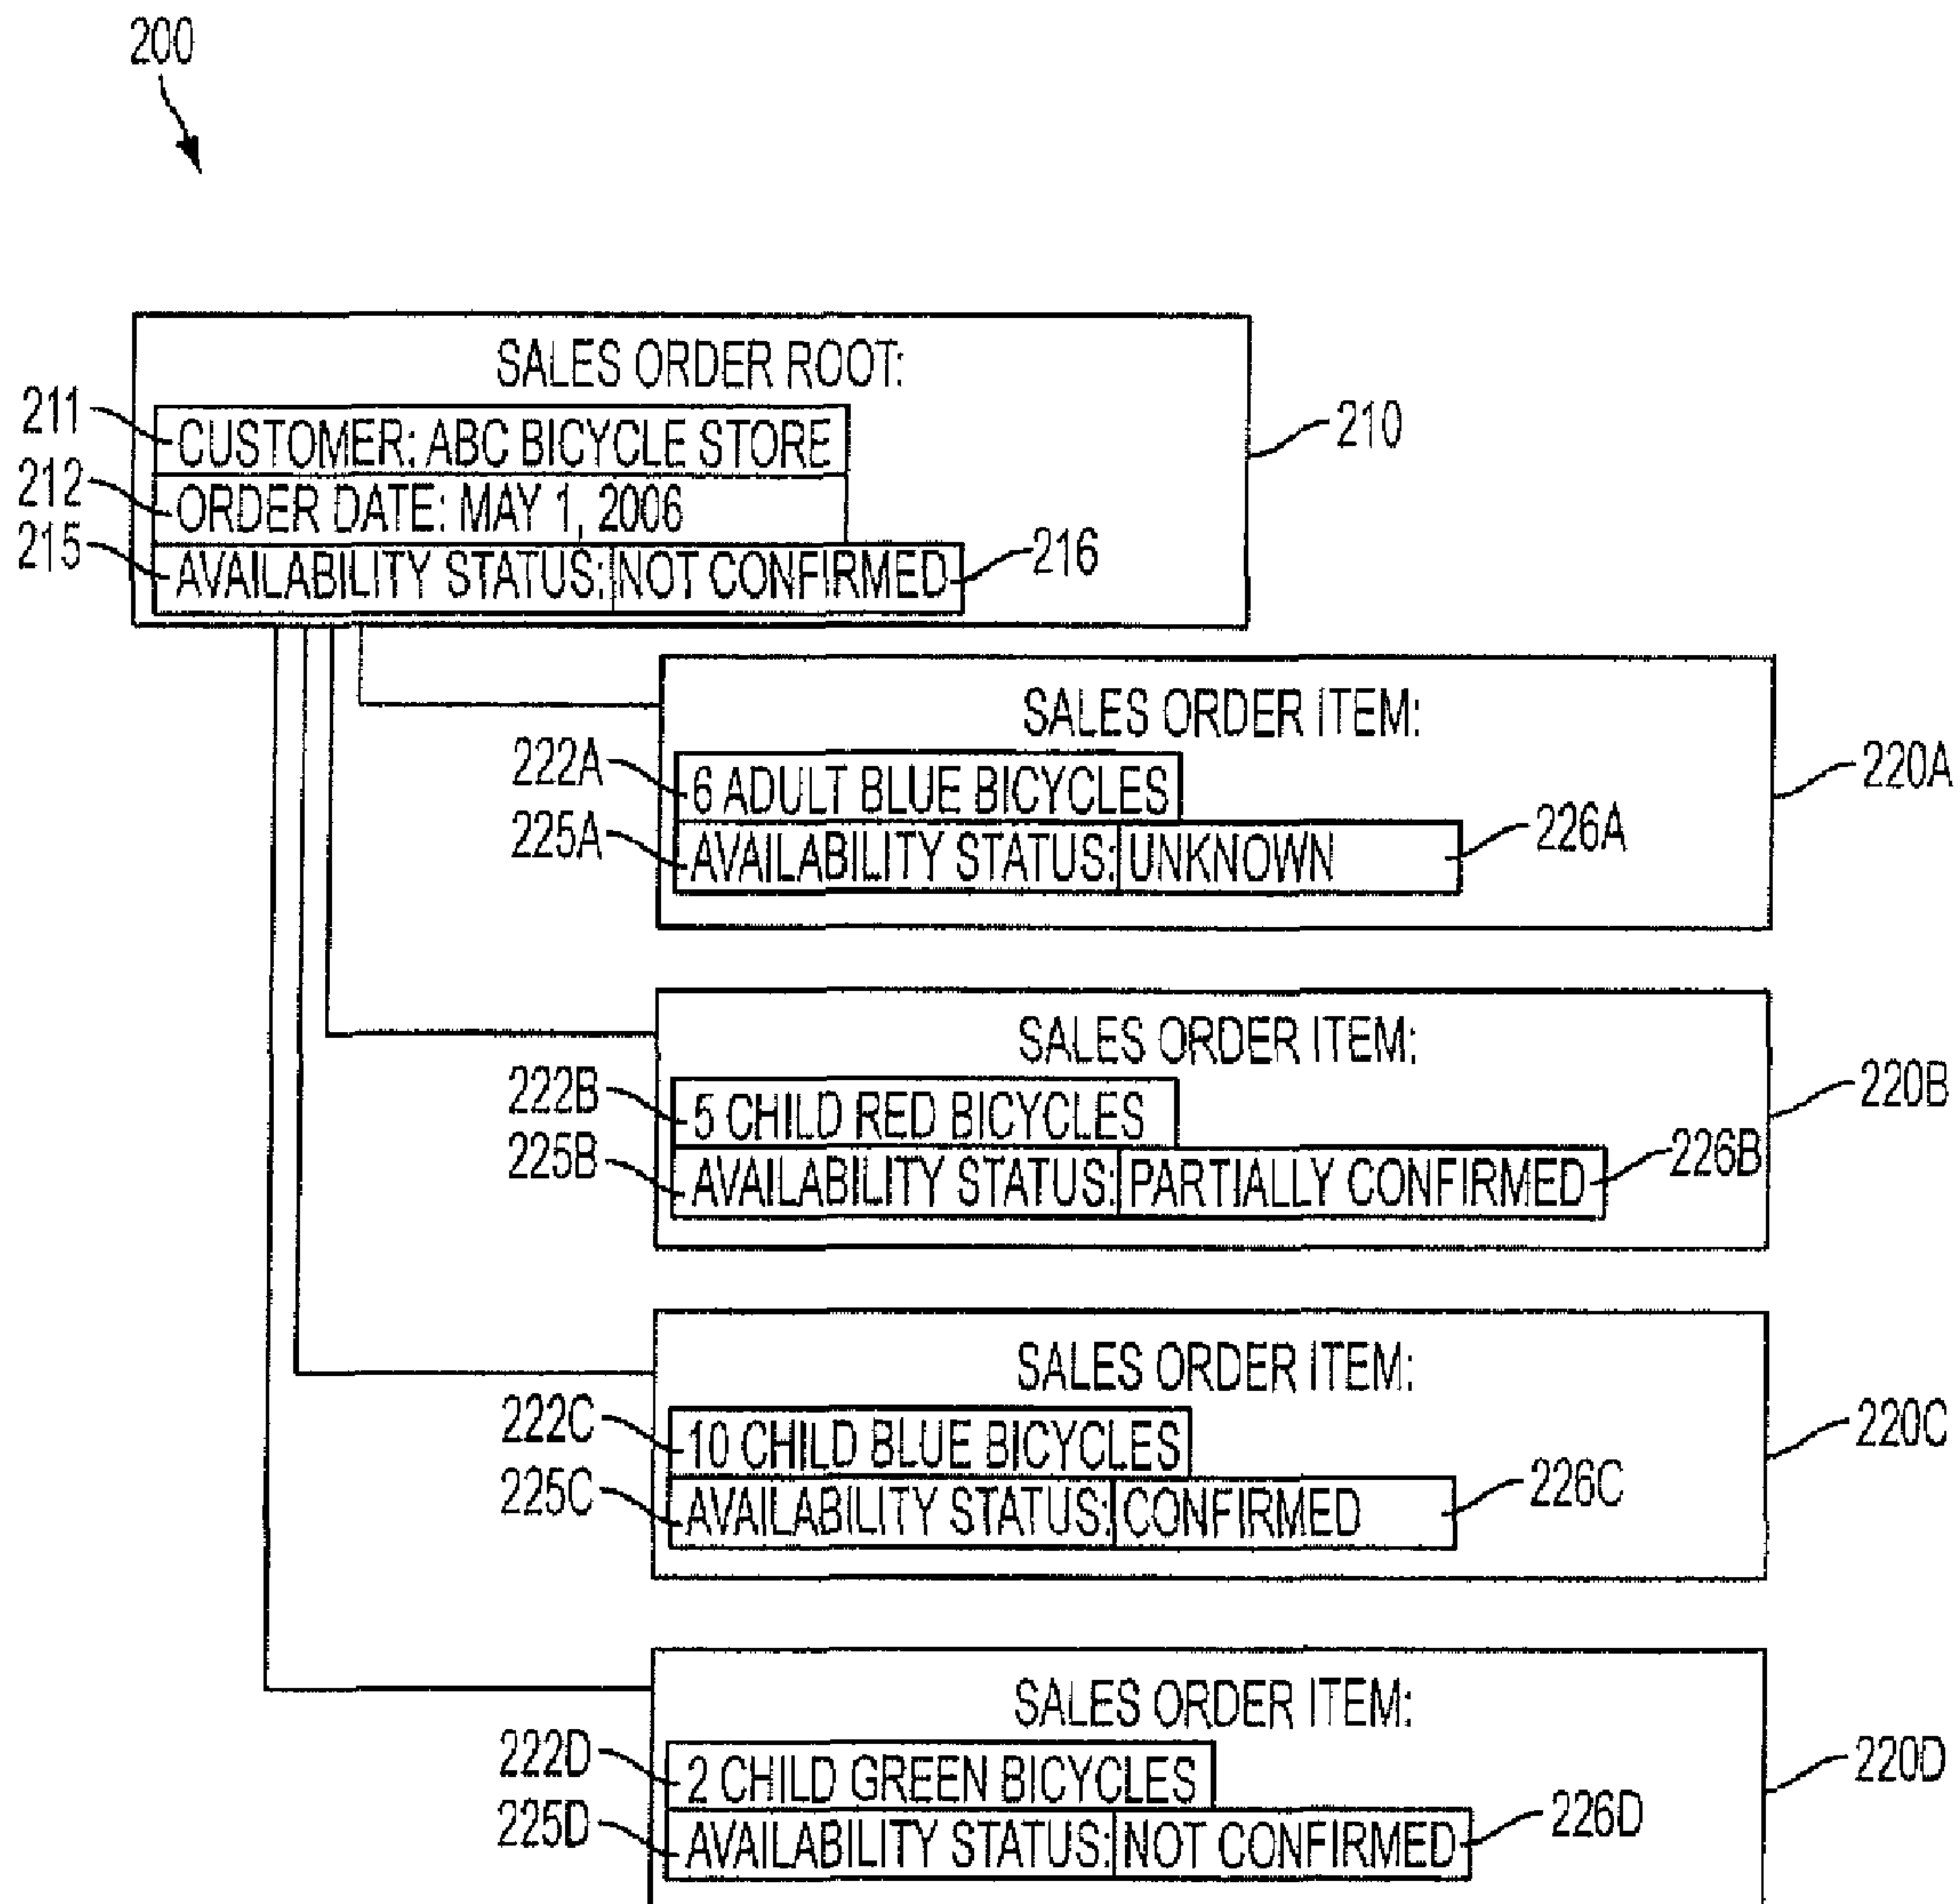 200
SALES ORDER ROOT:
211
CUSTOMER: ABC BICYCLE STORE
210
212
ORDER DATE: MAY 1, 2006
215
AVAILABILITY STATUS: NOT CONFIRMED
216
SALES ORDER ITEM:
222A
6 ADULT BLUE BICYCLES
220A
225A
AVAILABILITY STATUS: UNKNOWN
226A
SALES ORDER ITEM:
222B
5 CHILD RED BICYCLES
220B
225B
AVAILABILITY STATUS: PARTIALLY CONFIRMED
226B
SALES ORDER ITEM:
222C
10 CHILD BLUE BICYCLES
220C
225C
AVAILABILITY STATUS: CONFIRMED
226C
SALES ORDER ITEM:
222D
2 CHILD GREEN BICYCLES
220D
225D
AVAILABILITY STATUS: NOT CONFIRMED
226D